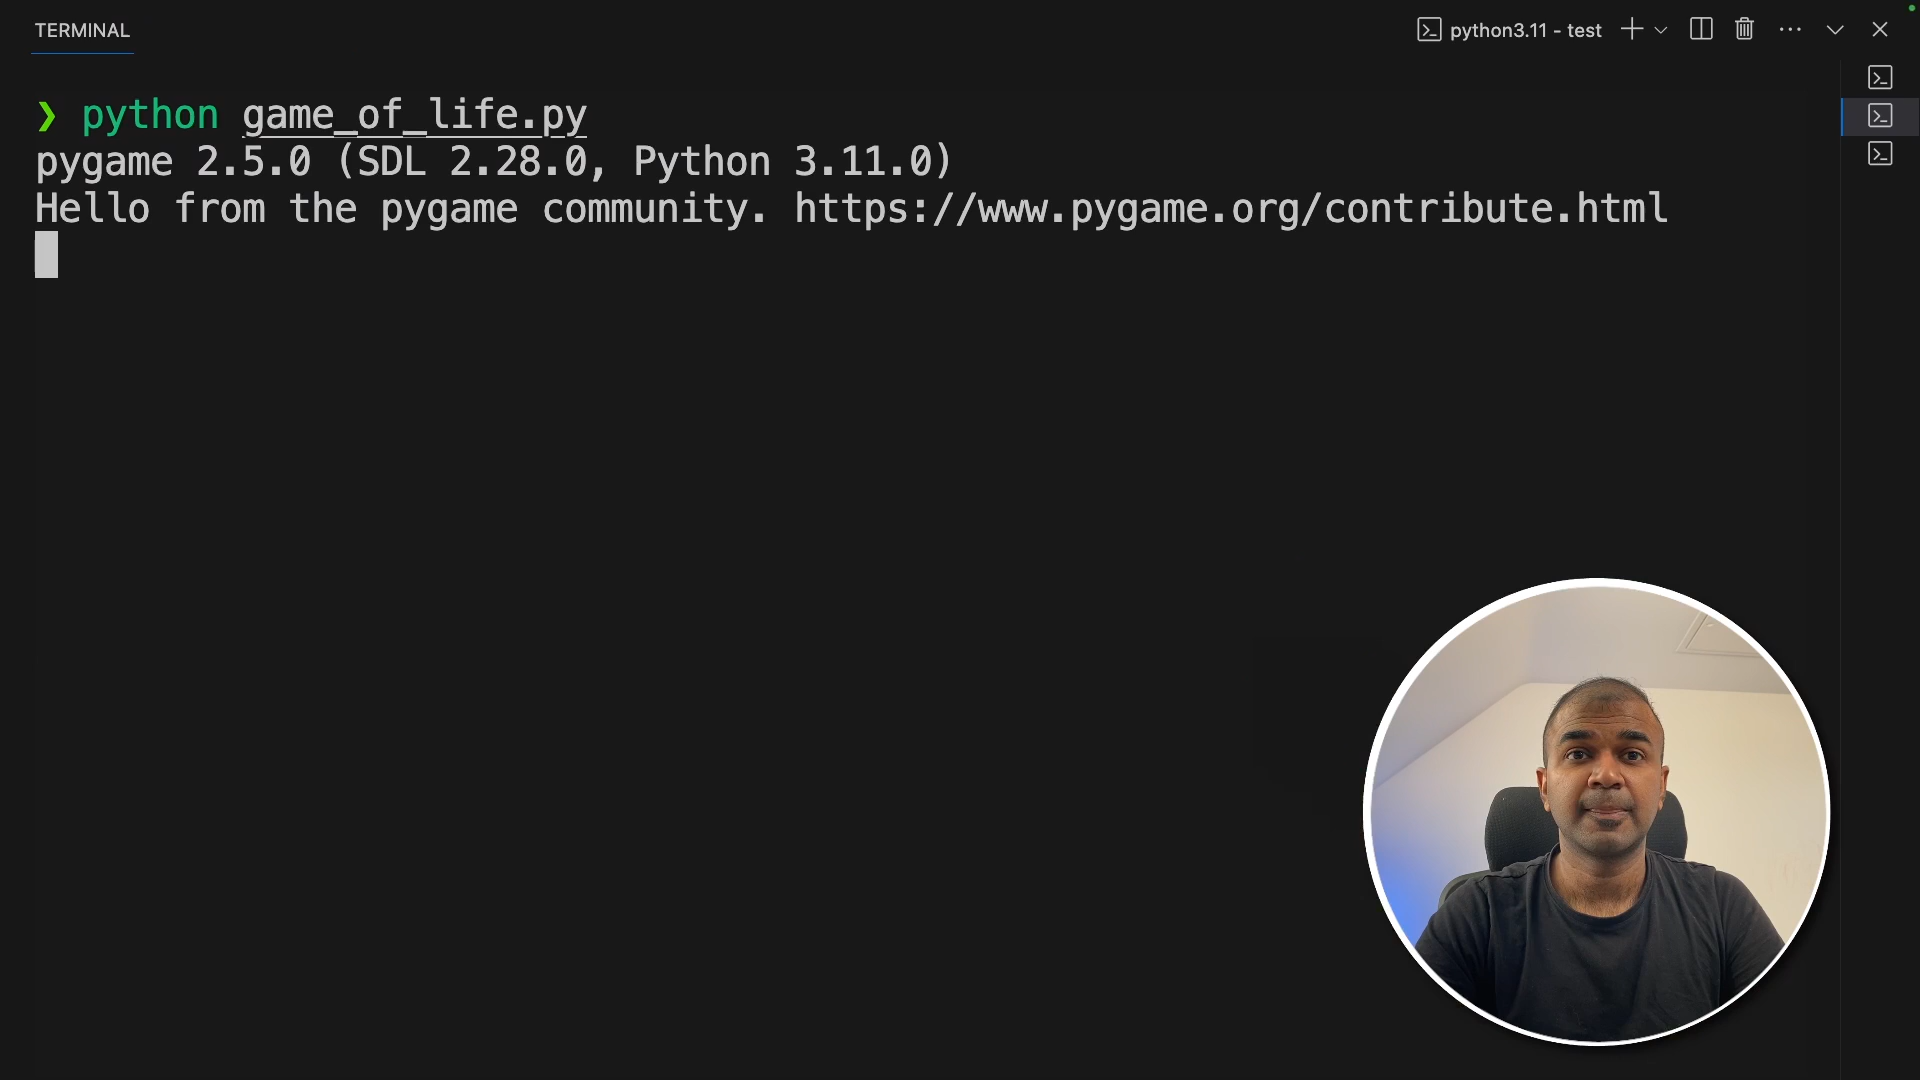 TERMINAL
python3.11 - test
❯ python game_of_life.py
pygame 2.5.0 (SDL 2.28.0, Python 3.11.0)
Hello from the pygame community. https://www.pygame.org/contribute.html